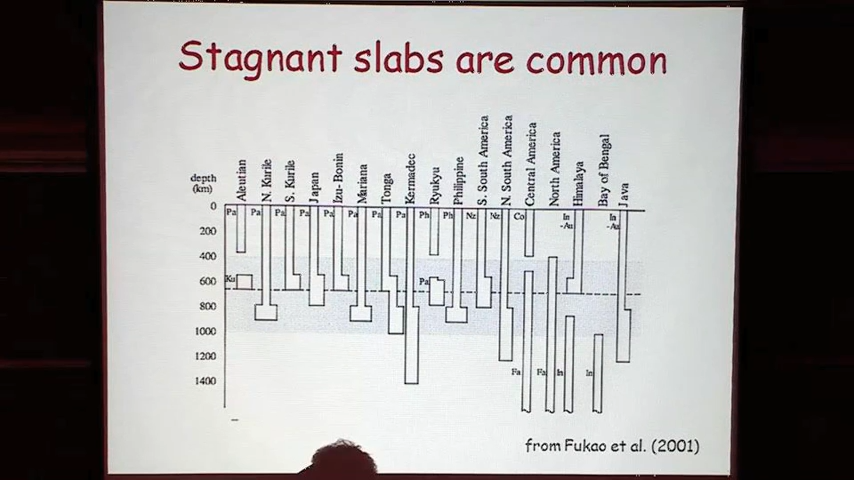 Stagnant slabs are common
depth
(km)
Aleutian
N. Kurile
S. Kurile
Japan
Izu- Bonin
Mariana
Tonga
Kermadec
Ryukyu
Philippine
S. South America
N. South America
Central America
North America
Himalaya
Bay of Bengal
Java
0
Pa Pa Pa Pa Pa Pa Pa Pa Ph Ph Nz Nz Co In -Au In -Au
200
400
600
Ku Pa
800
1000
1200
Fa Fa In In
1400
from Fukao et al. (2001)